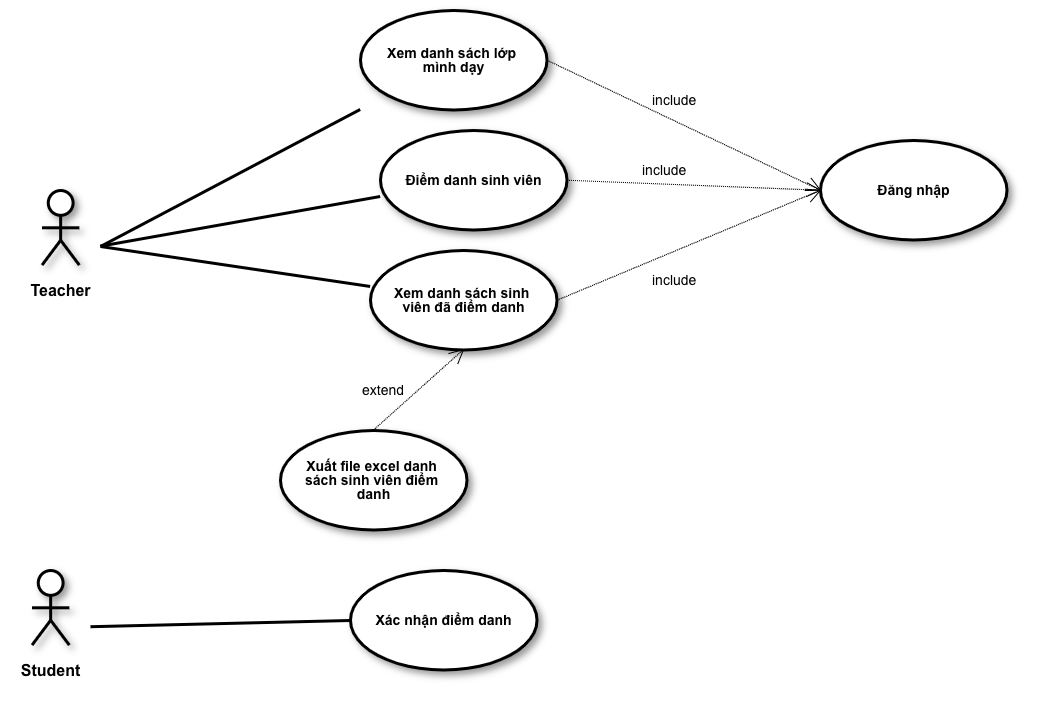 Xem danh sách lớp
mình dạy
include
Điểm danh sinh viên
include
Đăng nhập
Teacher
Xem danh sách sinh
viên đã điểm danh
include
extend
Xuất file excel danh
sách sinh viên điểm
danh
Xác nhận điểm danh
Student